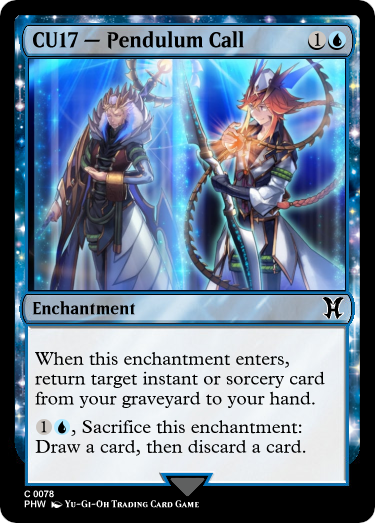 CU17 — Pendulum Call 1
Enchantment
When this enchantment enters,
return target instant or sorcery card
from your graveyard to your hand.
1 , Sacrifice this enchantment:
Draw a card, then discard a card.
C 0078
PHW Yu-Gi-Oh Trading Card Game